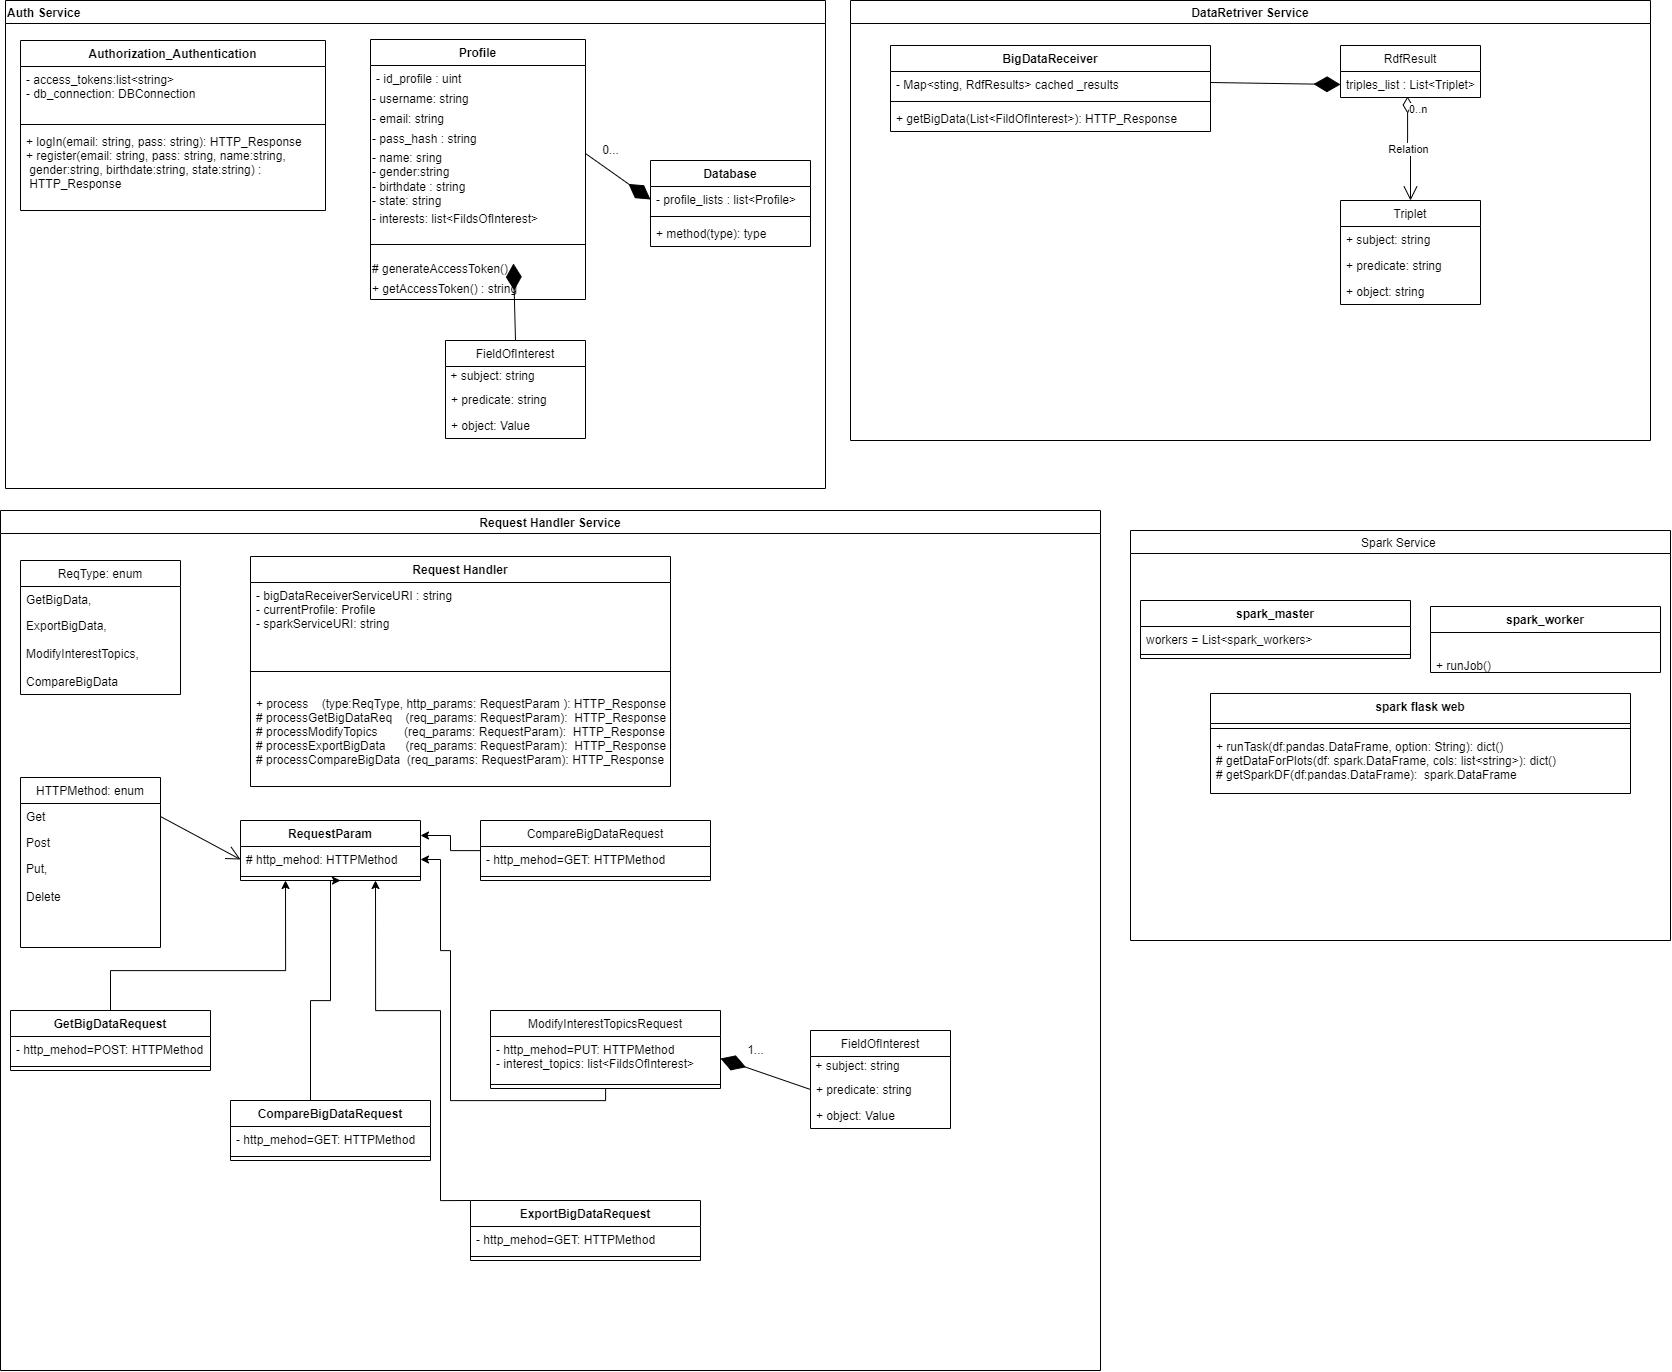 Auth Service
Authorization_Authentication
- access_tokens:list<string>
- db_connection: DBConnection
+ logIn(email: string, pass: string): HTTP_Response
+ register(email: string, pass: string, name:string,
gender:string, birthdate:string, state:string) :
HTTP_Response
Profile
- id_profile : uint
- username: string
- email: string
- pass_hash : string
- name: sring
- gender:string
- birthdate : string
- state: string
- interests: list<FildsOfInterest>
# generateAccessToken()
+ getAccessToken() : string
0...
Database
- profile_lists : list<Profile>
+ method(type): type
FieldOfInterest
+ subject: string
+ predicate: string
+ object: Value
DataRetriver Service
BigDataReceiver
- Map<sting, RdfResults> cached _results
+ getBigData(List<FildOfInterest>): HTTP_Response
RdfResult
triples_list : List<Triplet>
0..n
Relation
Triplet
+ subject: string
+ predicate: string
+ object: string
Request Handler Service
ReqType: enum
GetBigData,
ExportBigData,
ModifyInterestTopics,
CompareBigData
Request Handler
- bigDataReceiverServiceURI : string
- currentProfile: Profile
- sparkServiceURI: string
+ process (type:ReqType, http_params: RequestParam ): HTTP_Response
# processGetBigDataReq (req_params: RequestParam): HTTP_Response
# processModifyTopics (req_params: RequestParam): HTTP_Response
# processExportBigData (req_params: RequestParam): HTTP_Response
# processCompareBigData (req_params: RequestParam): HTTP_Response
HTTPMethod: enum
Get
Post
Put,
Delete
RequestParam
# http_mehod: HTTPMethod
CompareBigDataRequest
- http_mehod=GET: HTTPMethod
GetBigDataRequest
- http_mehod=POST: HTTPMethod
CompareBigDataRequest
- http_mehod=GET: HTTPMethod
ModifyInterestTopicsRequest
- http_mehod=PUT: HTTPMethod
- interest_topics: list<FildsOfInterest>
1...
FieldOfInterest
+ subject: string
+ predicate: string
+ object: Value
ExportBigDataRequest
- http_mehod=GET: HTTPMethod
Spark Service
spark_master
workers = List<spark_workers>
spark_worker
+ runJob()
spark flask web
+ runTask(df:pandas.DataFrame, option: String): dict()
# getDataForPlots(df: spark.DataFrame, cols: list<string>): dict()
# getSparkDF(df:pandas.DataFrame): spark.DataFrame